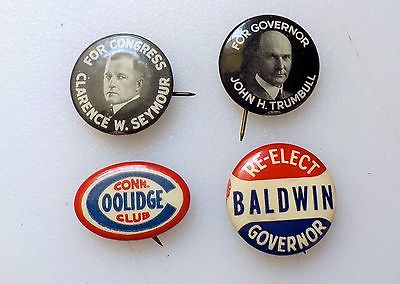 FOR CONGRESS
CLARENCE W. SEYMOUR
FOR GOVERNOR
JOHN H. TRUMBULL
CONN.
COOLIDGE
CLUB
RE-ELECT
BALDWIN
GOVERNOR